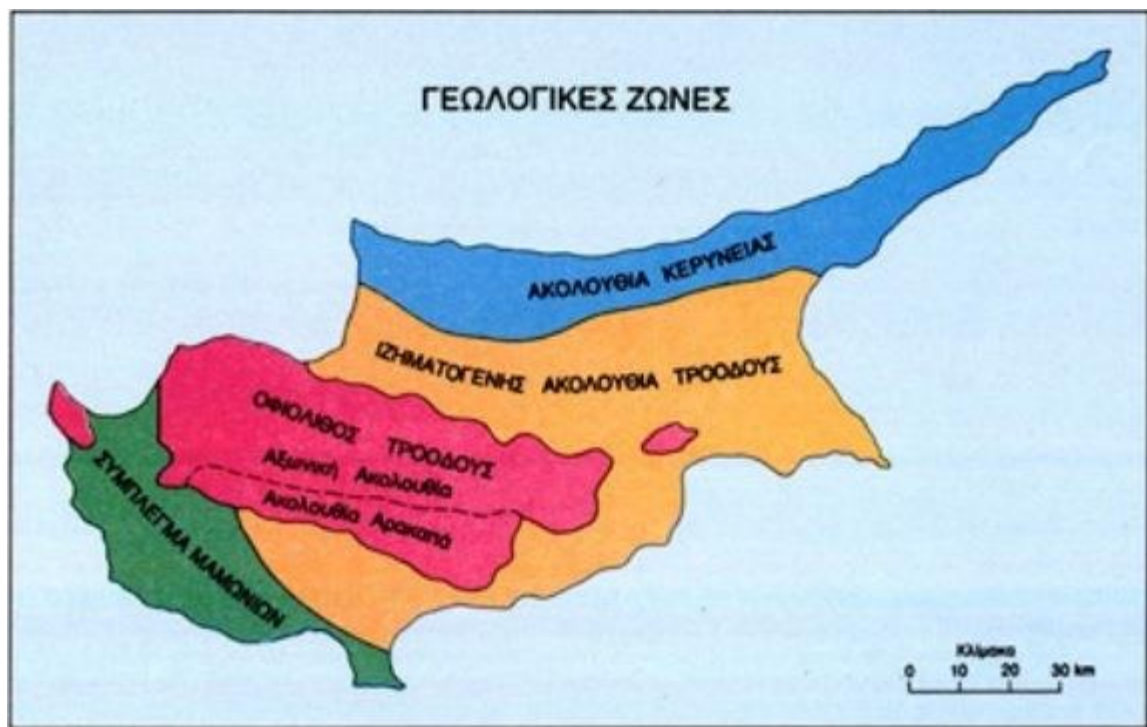 ΓΕΩΛΟΓΙΚΕΣ ΖΩΝΕΣ
ΑΚΟΛΟΥΘΙΑ ΚΕΡΥΝΕΙΑΣ
ΙΖΗΜΑΤΟΓΕΝΗΣ ΑΚΟΛΟΥΘΙΑ ΤΡΟΟΔΟΥΣ
ΟΦΙΟΛΙΘΟΣ ΤΡΟΟΔΟΥΣ
Αξονική Ακολουθία
Ακολουθία Αρακαπά
ΣΥΜΠΛΕΓΜΑ ΜΑΜΩΝΙΩΝ
Κλίμακα
0 10 20 30 km